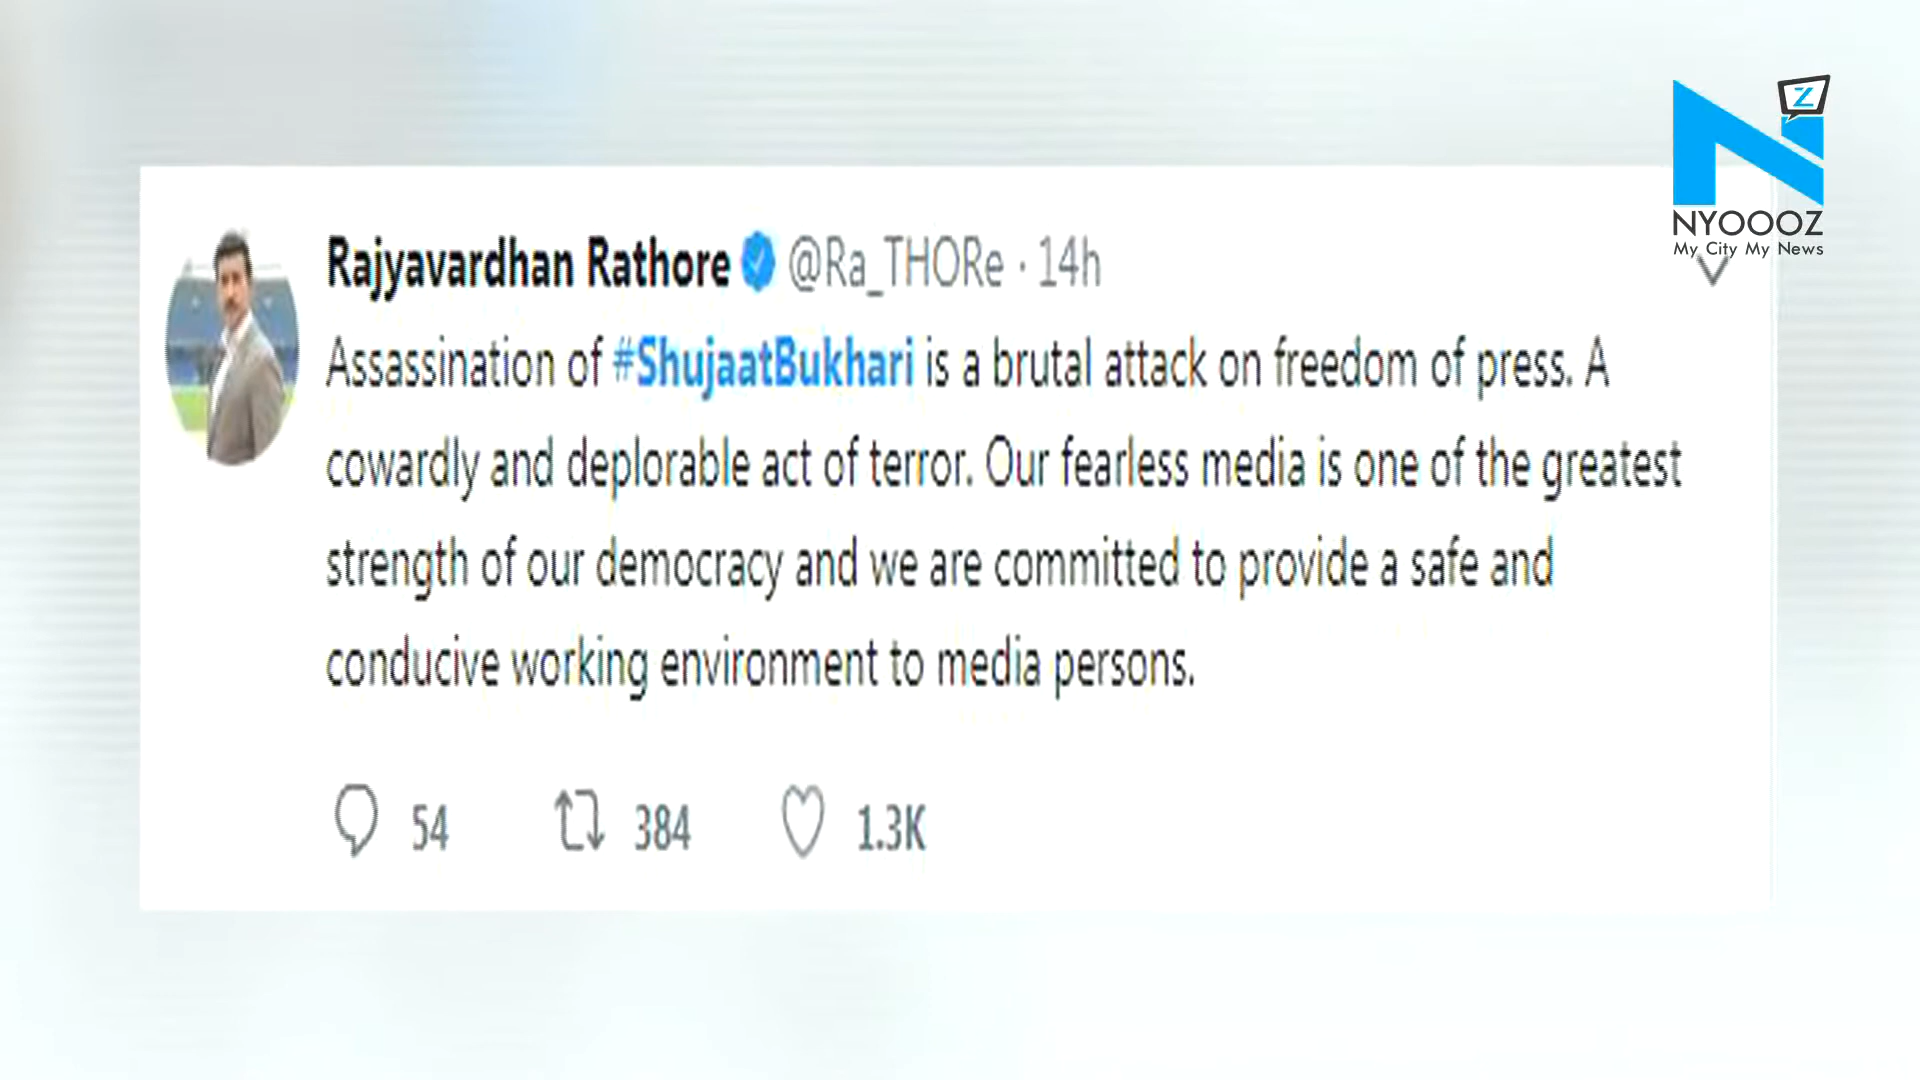 Z
NYOOOZ
My City My News
Rajyavardhan Rathore @Ra_THORe · 14h
Assassination of #ShujaatBukhari is a brutal attack on freedom of press. A
cowardly and deplorable act of terror. Our fearless media is one of the greatest
strength of our democracy and we are committed to provide a safe and
conducive working environment to media persons.
54 384 1.3K